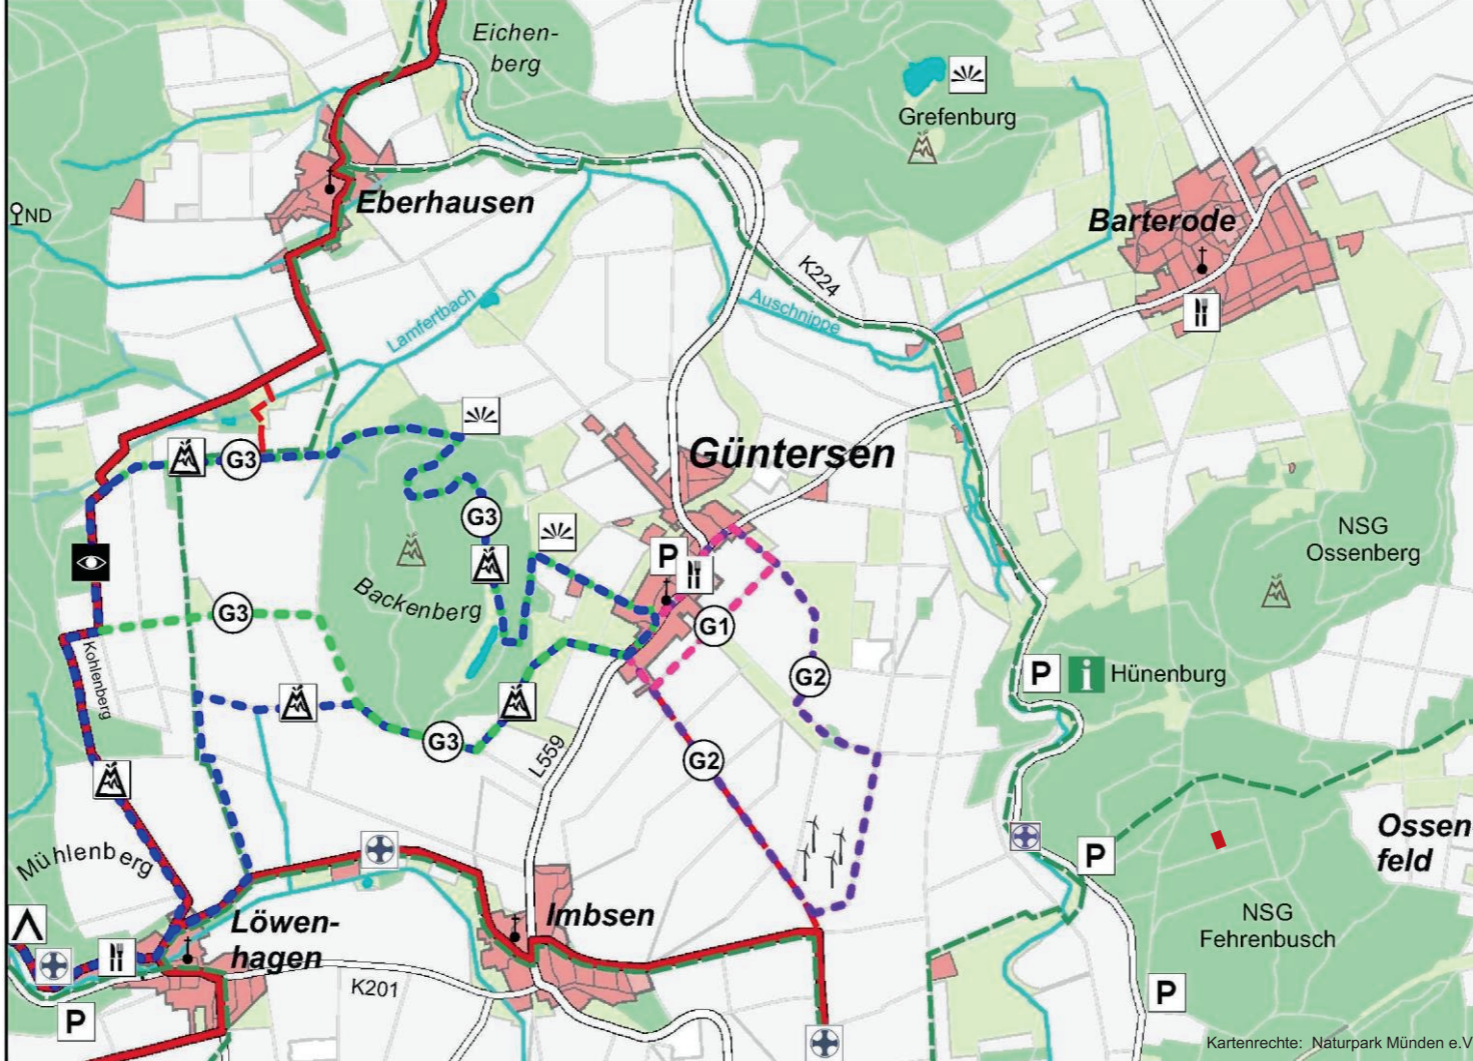 Eichen-
berg
Grefenburg
ND
Eberhausen
Barterode
K224
Lamfertbach
Auschnippe
G3
Güntersen
G3
P
NSG
Ossenberg
Backenberg
G3
G1
Kohlenberg
G2
P
i
Hünenburg
G3
L559
G2
Mühlenberg
P
Ossen
feld
Löwen-
hagen
Imbsen
NSG
Fehrenbusch
K201
P
P
Kartenrechte: Naturpark Münden e.V